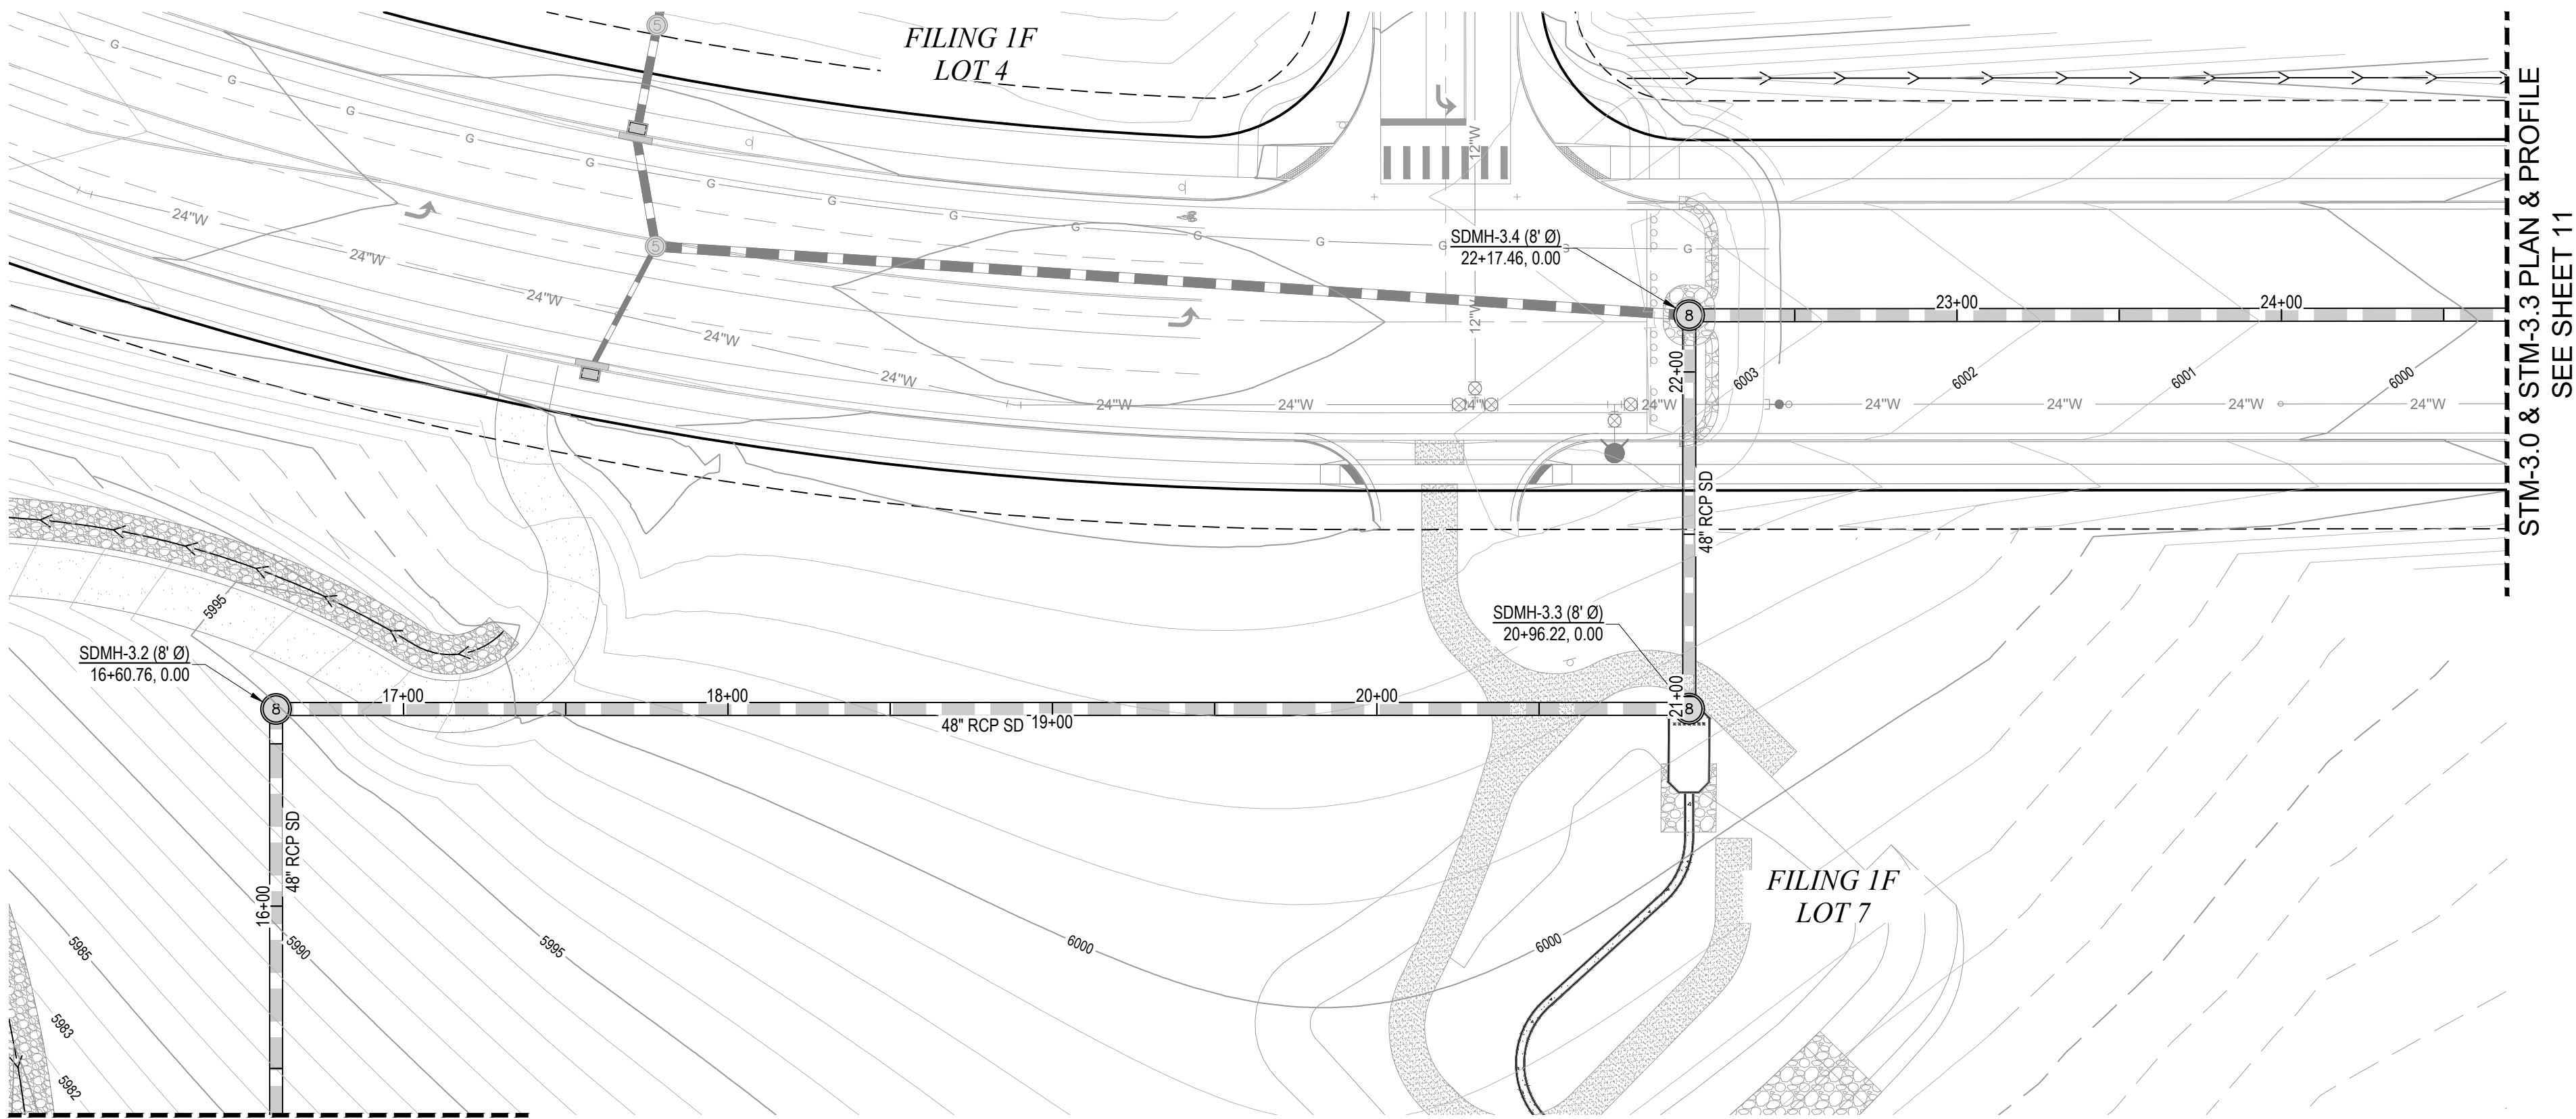 FILING 1F
LOT 4
5
G
G
G
G
G
G
G
G
G
G
G
G
G
G
12"W
12"W
24"W
24"W
24"W
24"W
24"W
5
SDMH-3.4 (8' Ø)
22+17.46, 0.00
8
23+00
24+00
22+00
6003
6002
6001
6000
24"W
24"W
24"W
24"W
24"W
24"W
24"W
24"W
48" RCP SD
STM-3.0 & STM-3.3 PLAN & PROFILE
SEE SHEET 11
5995
SDMH-3.2 (8' Ø)
16+60.76, 0.00
8
17+00
18+00
48" RCP SD
19+00
20+00
SDMH-3.3 (8' Ø)
20+96.22, 0.00
21+00
8
48" RCP SD
16+00
FILING 1F
LOT 7
5985
5990
5995
6000
6000
5983
5982